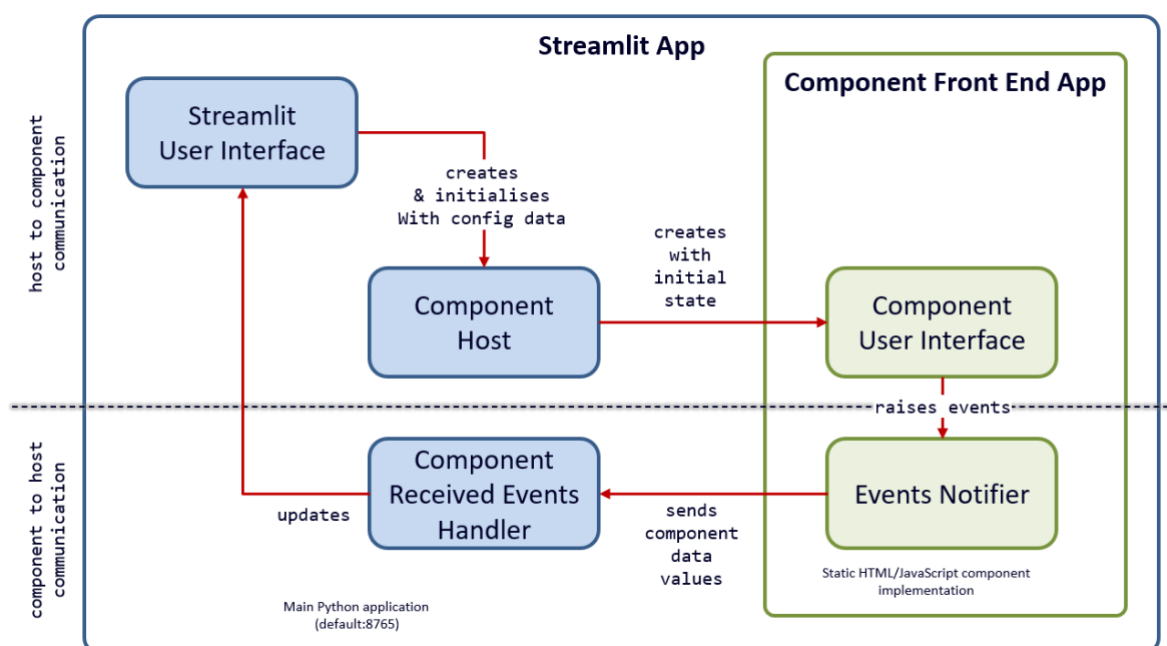 Streamlit App
Component Front End App
host to component
communication
Streamlit
User Interface
creates
& initialises
With config data
Component
Host
creates
with
initial
state
Component
User Interface
raises events
component to host
communication
Component
Received Events
Handler
updates
sends
component
data
values
Events Notifier
Static HTML/JavaScript component
implementation
Main Python application
(default:8765)